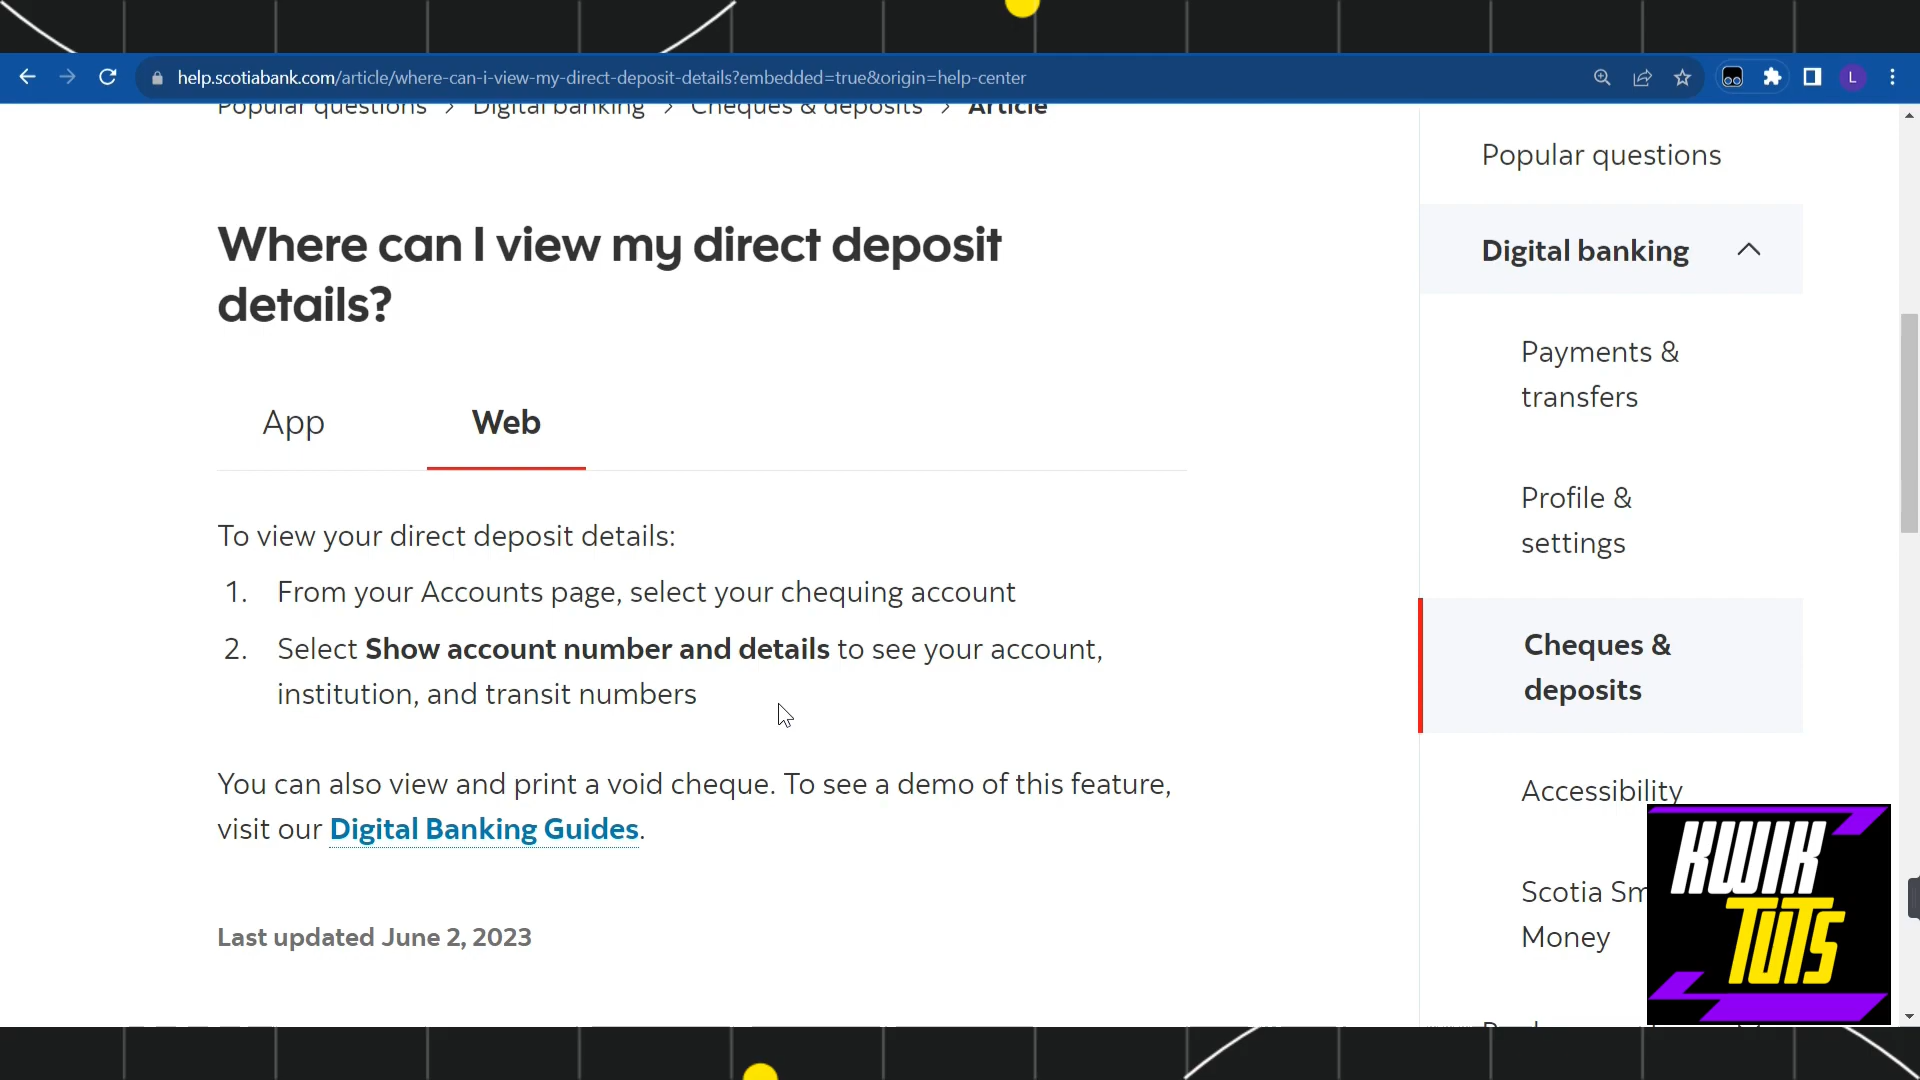 help.scotiabank.com/article/where-can-i-view-my-direct-deposit-details?embedded=true&origin=help-center
L
Popular questions > Digital banking > Cheques & deposits > Article
Where can I view my direct deposit
details?
App Web
To view your direct deposit details:
1. From your Accounts page, select your chequing account
2. Select Show account number and details to see your account,
institution, and transit numbers
You can also view and print a void cheque. To see a demo of this feature,
visit our Digital Banking Guides.
Last updated June 2, 2023
Popular questions
Digital banking
Payments &
transfers
Profile &
settings
Cheques &
deposits
Accessibility
Scotia
Money
KWIK
TUTS